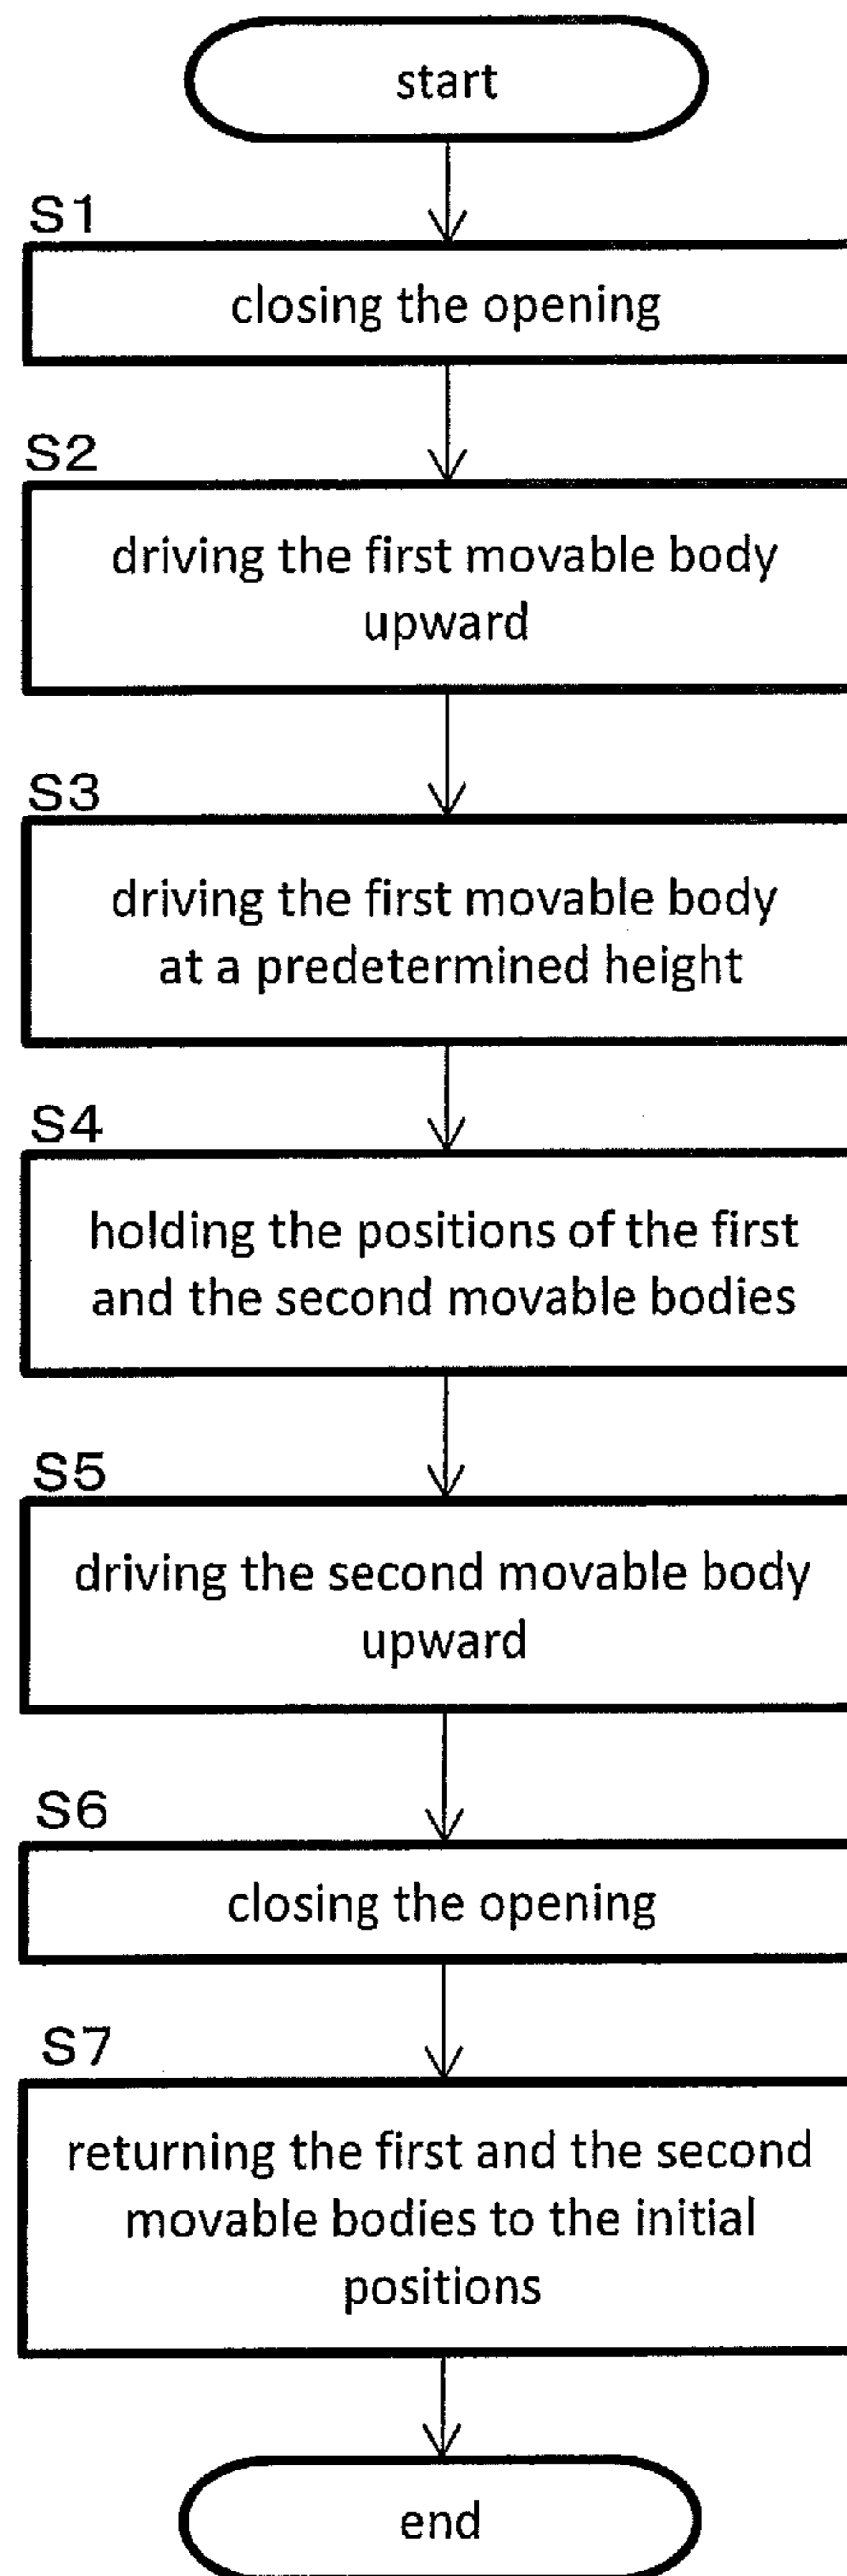 start
S1
closing the opening
S2
driving the first movable body
upward
S3
driving the first movable body
at a predetermined height
S4
holding the positions of the first
and the second movable bodies
S5
driving the second movable body
upward
S6
closing the opening
S7
returning the first and the second
movable bodies to the initial
positions
end